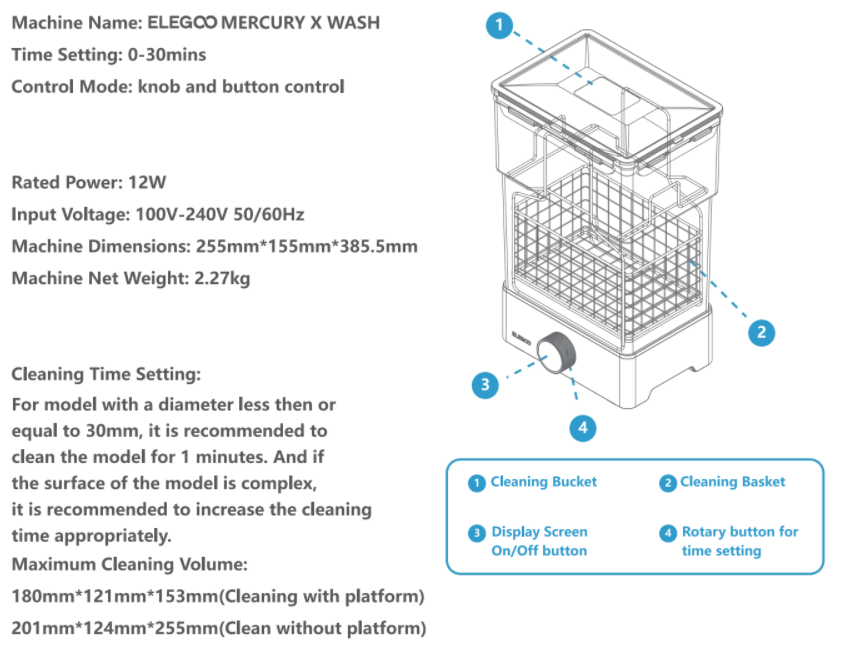 Machine Name: ELEGOO MERCURY X WASH
Time Setting: 0-30mins
Control Mode: knob and button control
Rated Power: 12W
Input Voltage: 100V-240V 50/60Hz
Machine Dimensions: 255mm*155mm*385.5mm
Machine Net Weight: 2.27kg
Cleaning Time Setting:
For model with a diameter less then or
equal to 30mm, it is recommended to
clean the model for 1 minutes. And if
the surface of the model is complex,
it is recommended to increase the cleaning
time appropriately.
Maximum Cleaning Volume:
180mm*121mm*153mm(Cleaning with platform)
201mm*124mm*255mm(Clean without platform)
1
2
3
4
ELEGOO
1 Cleaning Bucket
2 Cleaning Basket
3 Display Screen
On/Off button
4 Rotary button for
time setting